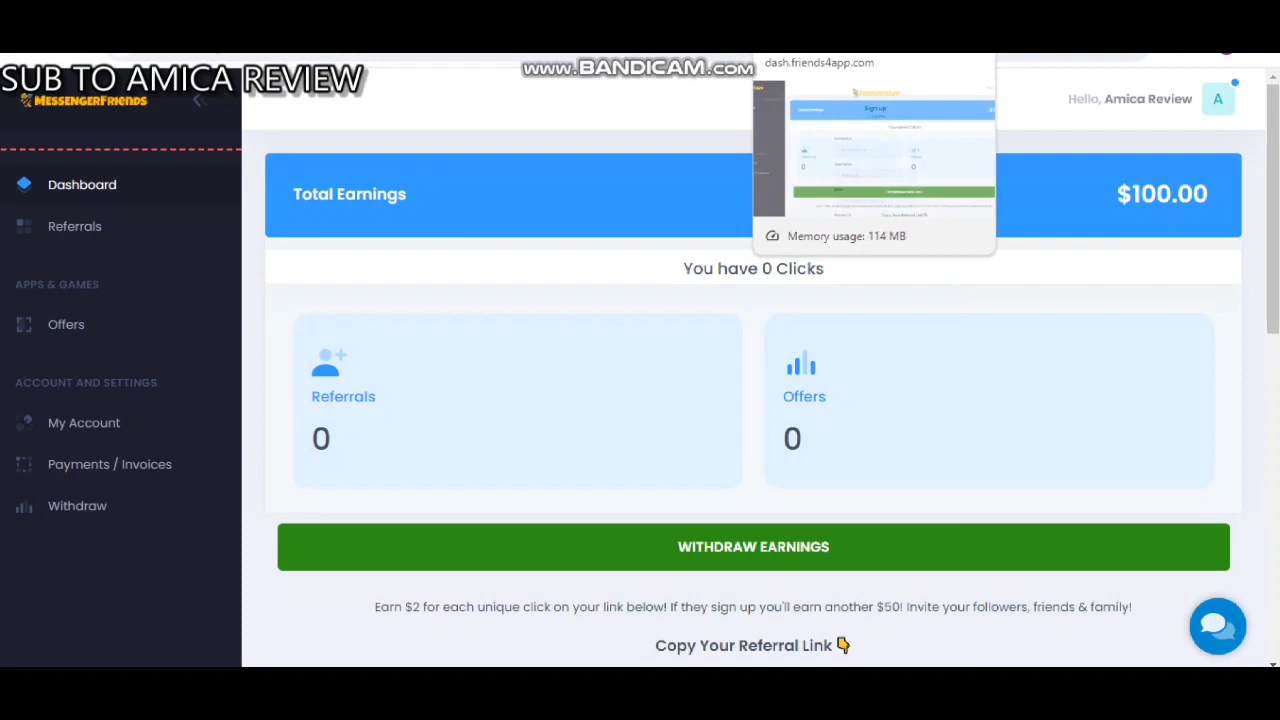 SUB TO AMICA REVIEW
www.BANDICAM.com
dash.friends4app.com
MESSENGERFRIENDS
Hello, Amica Review
A
Sign up
Dashboard
Total Earnings
$100.00
Referrals
Memory usage: 114 MB
You have 0 Clicks
APPS & GAMES
Offers
Referrals
0
Offers
0
ACCOUNT AND SETTINGS
My Account
Payments / Invoices
Withdraw
WITHDRAW EARNINGS
Earn $2 for each unique click on your link below! If they sign up you'll earn another $50! Invite your followers, friends & family!
Copy Your Referral Link 👇